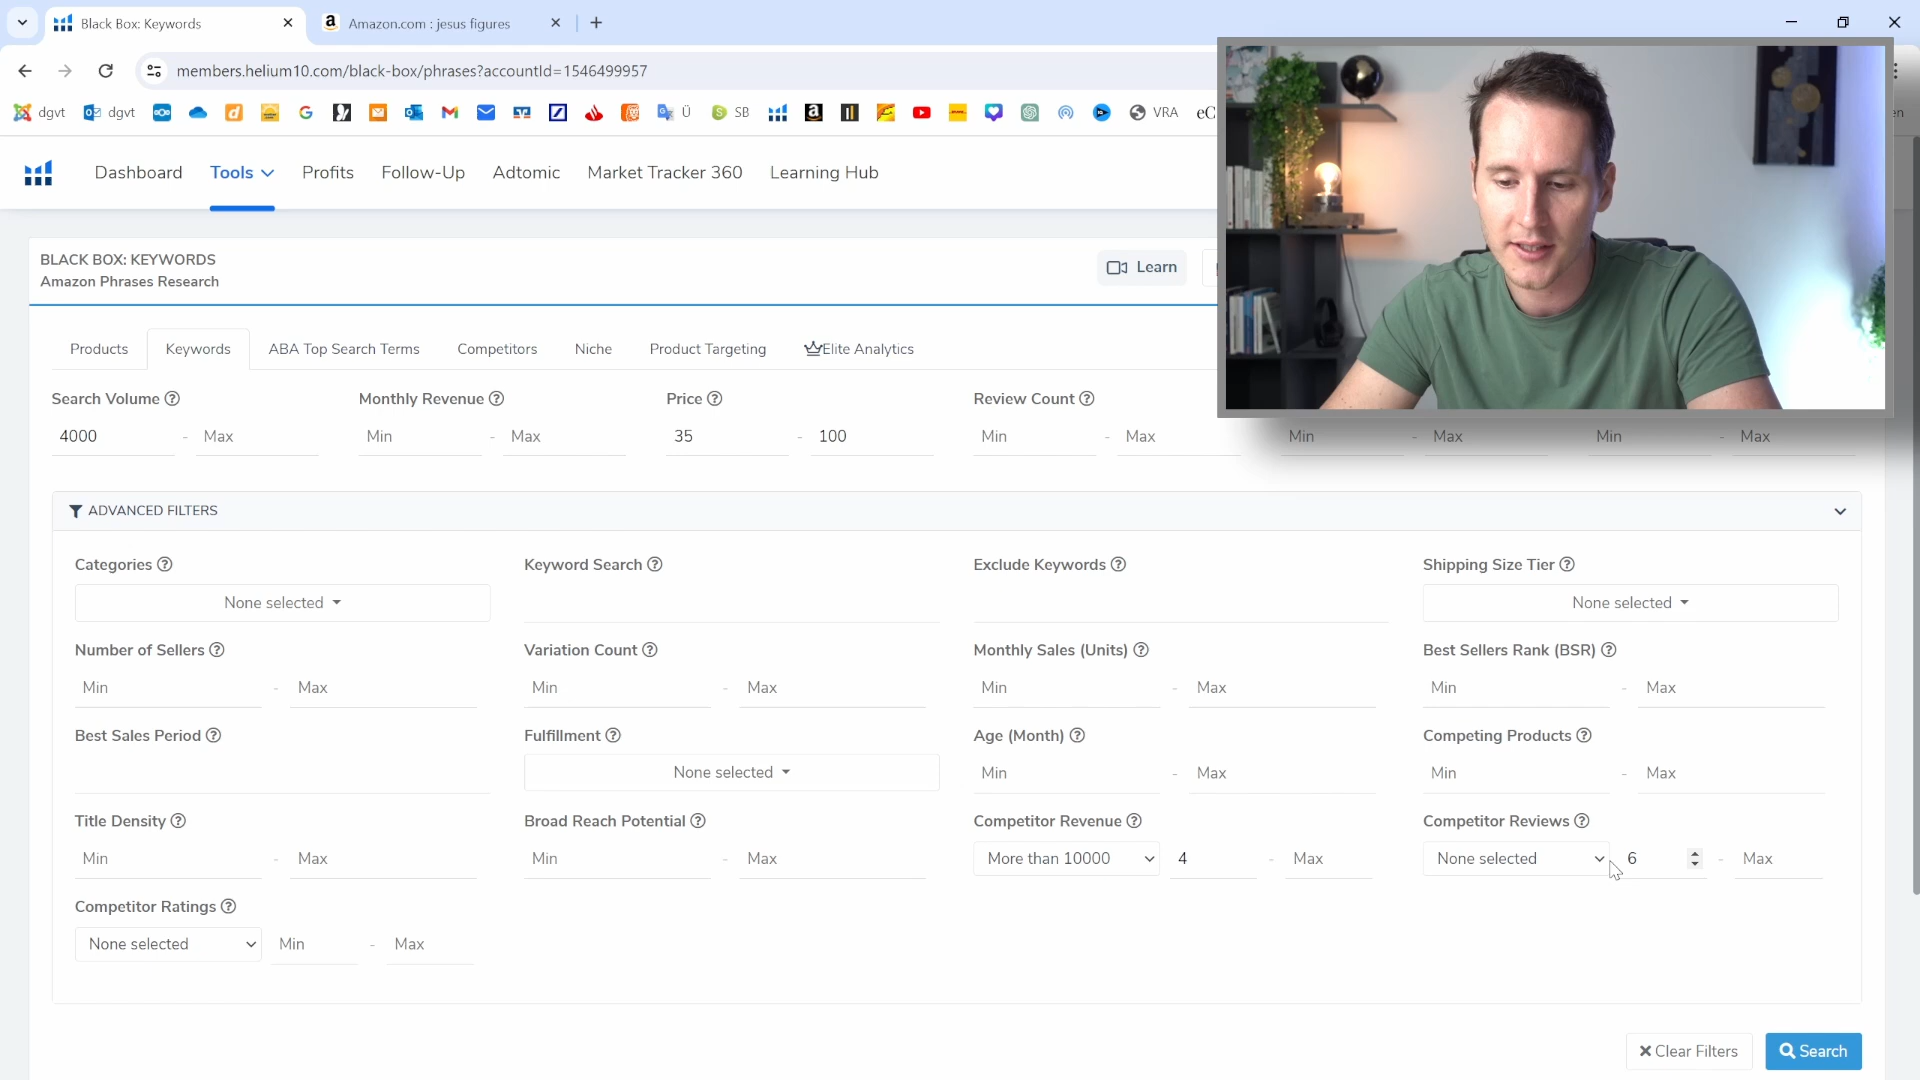 Black Box: Keywords
Amazon.com : jesus figures
members.helium10.com/black-box/phrases?accountId=1546499957
dgvt
dgvt
Ü
SB
VRA
eC
en
Dashboard
Tools
Profits
Follow-Up
Adtomic
Market Tracker 360
Learning Hub
BLACK BOX: KEYWORDS
Amazon Phrases Research
Learn
Products
Keywords
ABA Top Search Terms
Competitors
Niche
Product Targeting
Elite Analytics
Search Volume
Monthly Revenue
Price
Review Count
4000 - Max
Min - Max
35 - 100
Min - Max
Min - Max
Min - Max
ADVANCED FILTERS
Categories
Keyword Search
Exclude Keywords
Shipping Size Tier
None selected
None selected
Number of Sellers
Variation Count
Monthly Sales (Units)
Best Sellers Rank (BSR)
Min - Max
Min - Max
Min - Max
Min - Max
Best Sales Period
Fulfillment
Age (Month)
Competing Products
None selected
Min - Max
Min - Max
Title Density
Broad Reach Potential
Competitor Revenue
Competitor Reviews
Min - Max
Min - Max
More than 10000 4 - Max
None selected 6 - Max
Competitor Ratings
None selected Min - Max
Clear Filters
Search